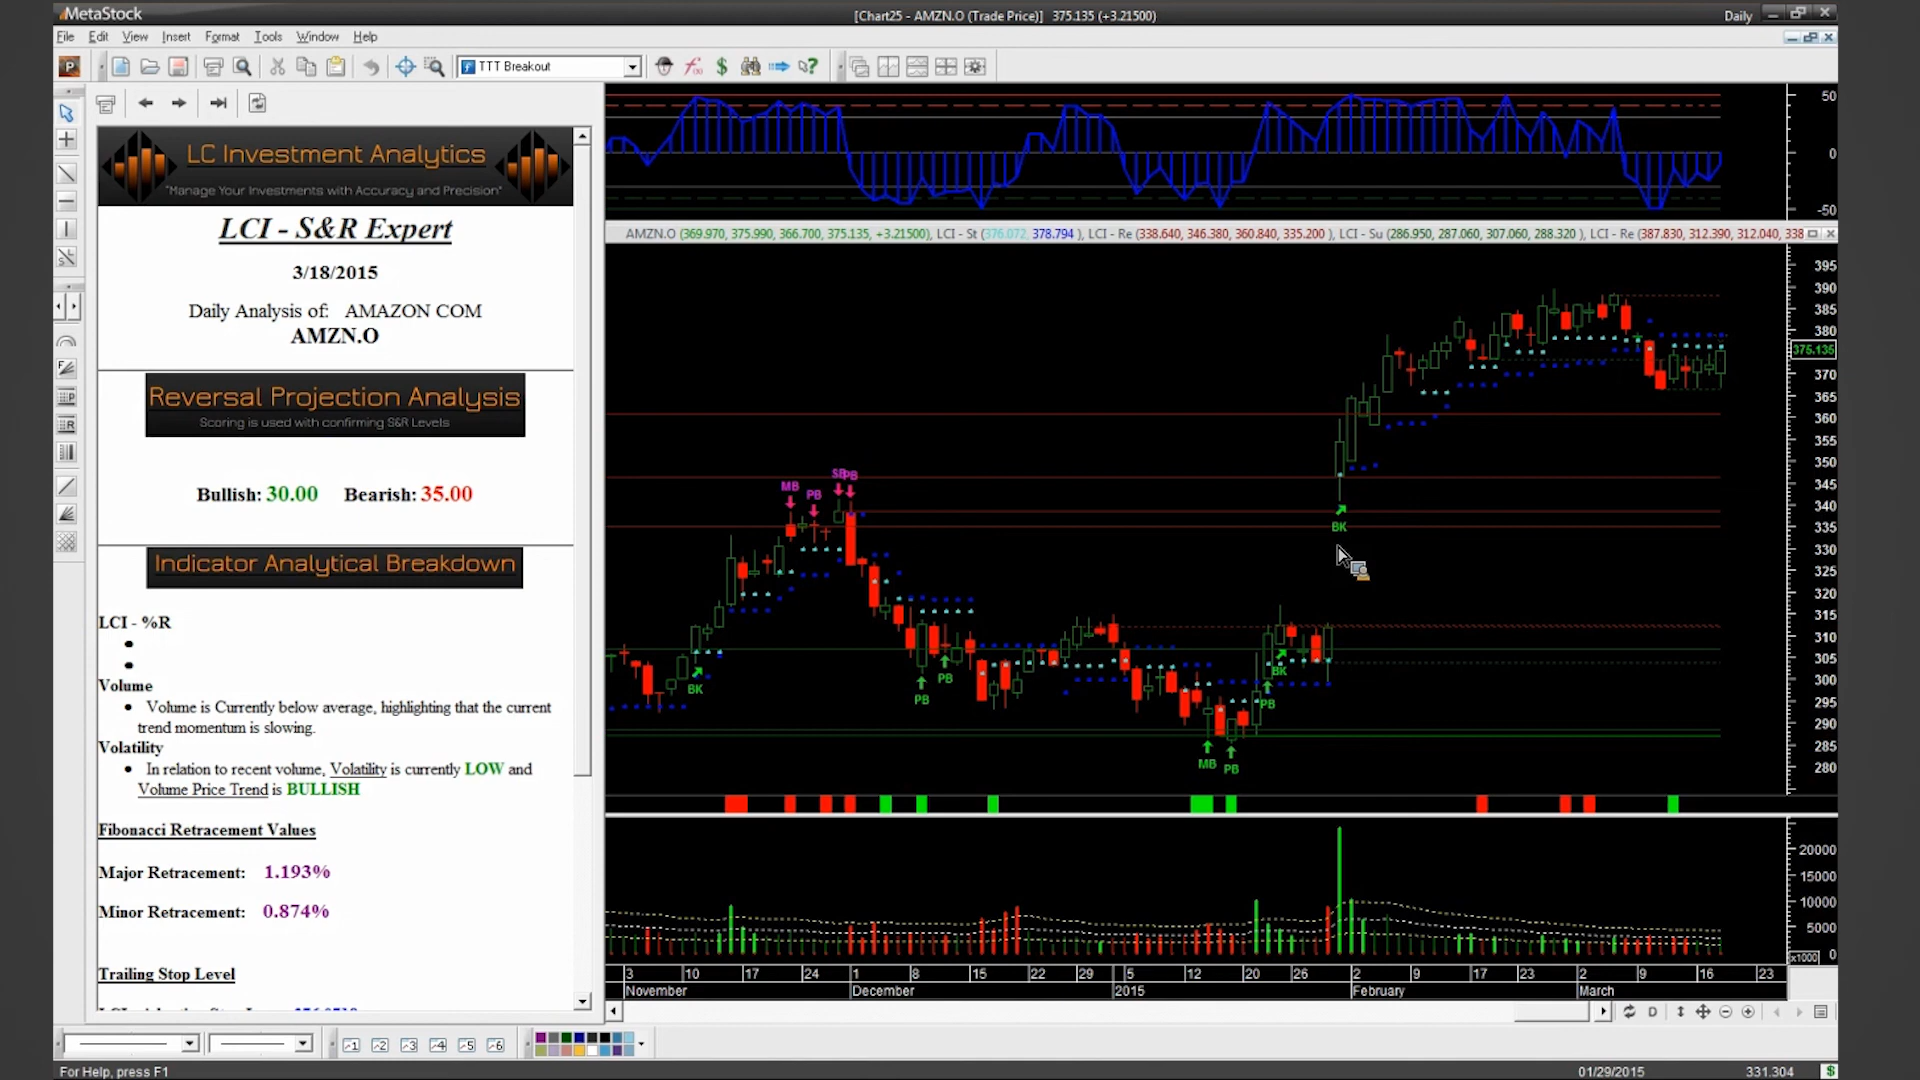 MetaStock
[Chart25 - AMZN.O (Trade Price)] 375.135 (+3.21500)
Daily
File Edit View Insert Format Tools Window Help
TTT Breakout
LC Investment Analytics
"Manage Your Investments with Accuracy and Precision"
LCI - S&R Expert
3/18/2015
Daily Analysis of: AMAZON COM
AMZN.O
Reversal Projection Analysis
Scoring is used with confirming S&R Levels
Bullish: 30.00 Bearish: 35.00
Indicator Analytical Breakdown
LCI - %R
Volume
Volume is Currently below average, highlighting that the current
trend momentum is slowing.
Volatility
In relation to recent volume, Volatility is currently LOW and
Volume Price Trend is BULLISH
Fibonacci Retracement Values
Major Retracement: 1.193%
Minor Retracement: 0.874%
Trailing Stop Level
50
0
-50
AMZN.O (369.970, 375.990, 366.700, 375.135, +3.21500), LCI - St (376.072, 378.794 ), LCI - Re (338.640, 346.380, 360.840, 335.200 ), LCI - Su (286.950, 287.060, 307.060, 288.320 ), LCI - Re (387.830, 312.390, 312.040, 338
395
390
385
380
375.135
370
365
360
355
350
345
340
335
330
325
320
315
310
305
300
295
290
285
280
MB PB SB PB
BK
BK PB PB
MB PB PB BK
20000
15000
10000
5000
x1000 0
3 10 17 24 1 8 15 22 29 5 12 20 26 2 9 17 23 2 9 16 23
November December 2015 February March
D
1 2 3 4 5 6
For Help, press F1
01/29/2015 331.304 $